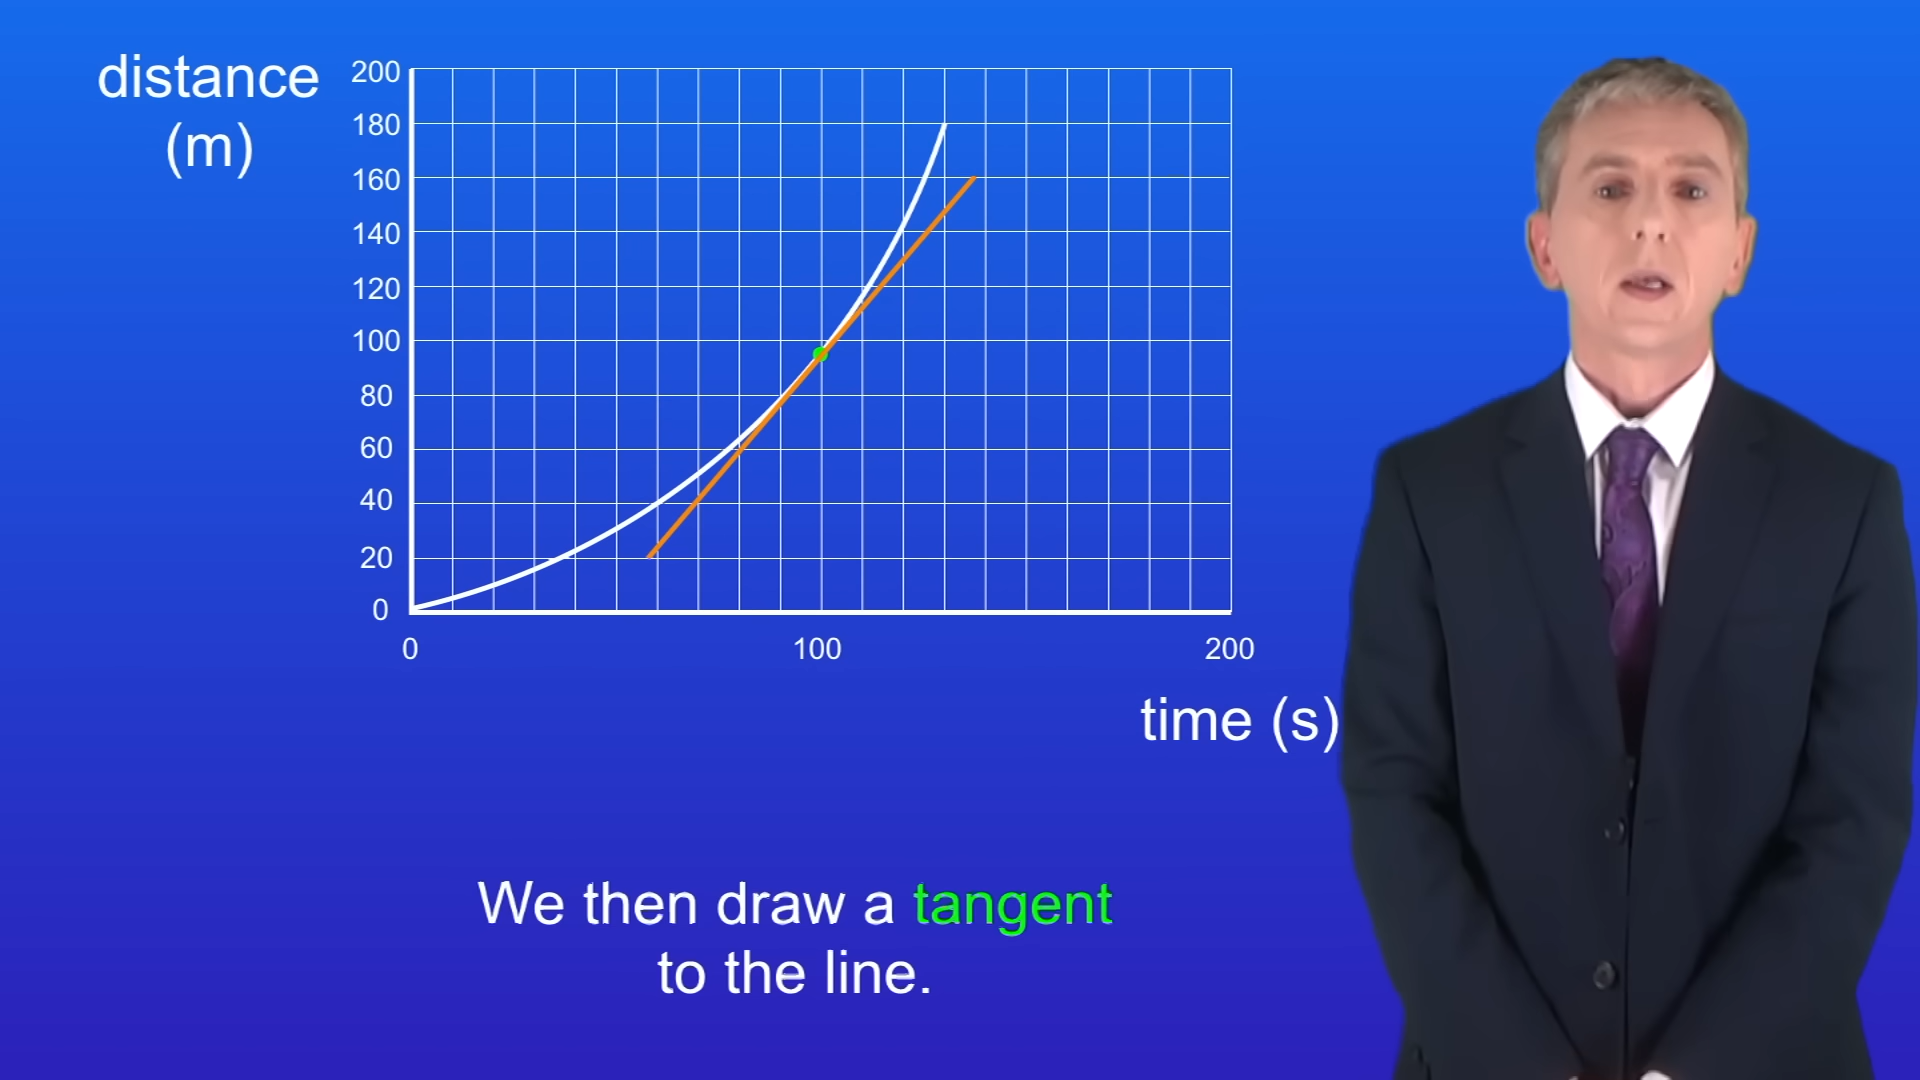 distance
(m)
200
180
160
140
120
100
80
60
40
20
0
0 100 200
time (s)
We then draw a tangent
to the line.